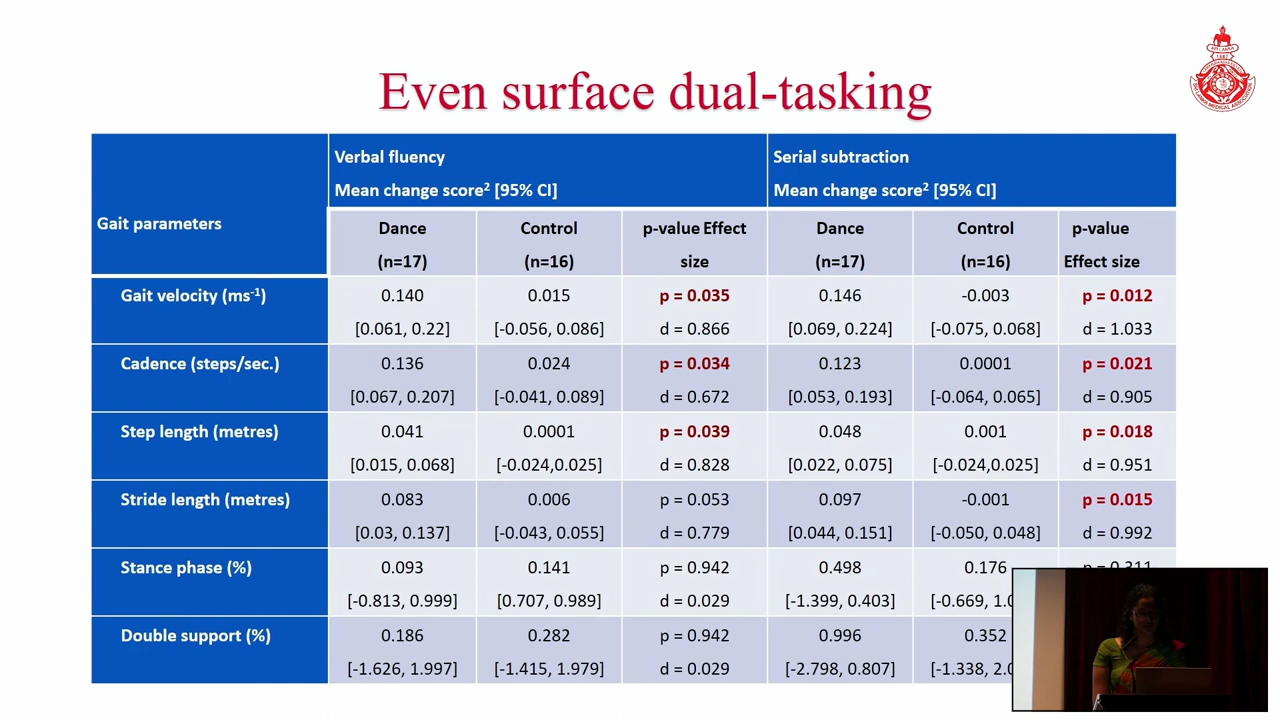 Even surface dual-tasking
Gait parameters
Verbal fluency
Mean change score² [95% CI]
Serial subtraction
Mean change score² [95% CI]
Dance
(n=17)
Control
(n=16)
p-value Effect
size
Dance
(n=17)
Control
(n=16)
p-value
Effect size
Gait velocity (ms⁻¹)
0.140
[0.061, 0.22]
0.015
[-0.056, 0.086]
p = 0.035
d = 0.866
0.146
[0.069, 0.224]
-0.003
[-0.075, 0.068]
p = 0.012
d = 1.033
Cadence (steps/sec.)
0.136
[0.067, 0.207]
0.024
[-0.041, 0.089]
p = 0.034
d = 0.672
0.123
[0.053, 0.193]
0.0001
[-0.064, 0.065]
p = 0.021
d = 0.905
Step length (metres)
0.041
[0.015, 0.068]
0.0001
[-0.024,0.025]
p = 0.039
d = 0.828
0.048
[0.022, 0.075]
0.001
[-0.024,0.025]
p = 0.018
d = 0.951
Stride length (metres)
0.083
[0.03, 0.137]
0.006
[-0.043, 0.055]
p = 0.053
d = 0.779
0.097
[0.044, 0.151]
-0.001
[-0.050, 0.048]
p = 0.015
d = 0.992
Stance phase (%)
0.093
[-0.813, 0.999]
0.141
[0.707, 0.989]
p = 0.942
d = 0.029
0.498
[-1.399, 0.403]
0.176
[-0.669,
Double support (%)
0.186
[-1.626, 1.997]
0.282
[-1.415, 1.979]
p = 0.942
d = 0.029
0.996
[-2.798, 0.807]
0.352
[-1.338,